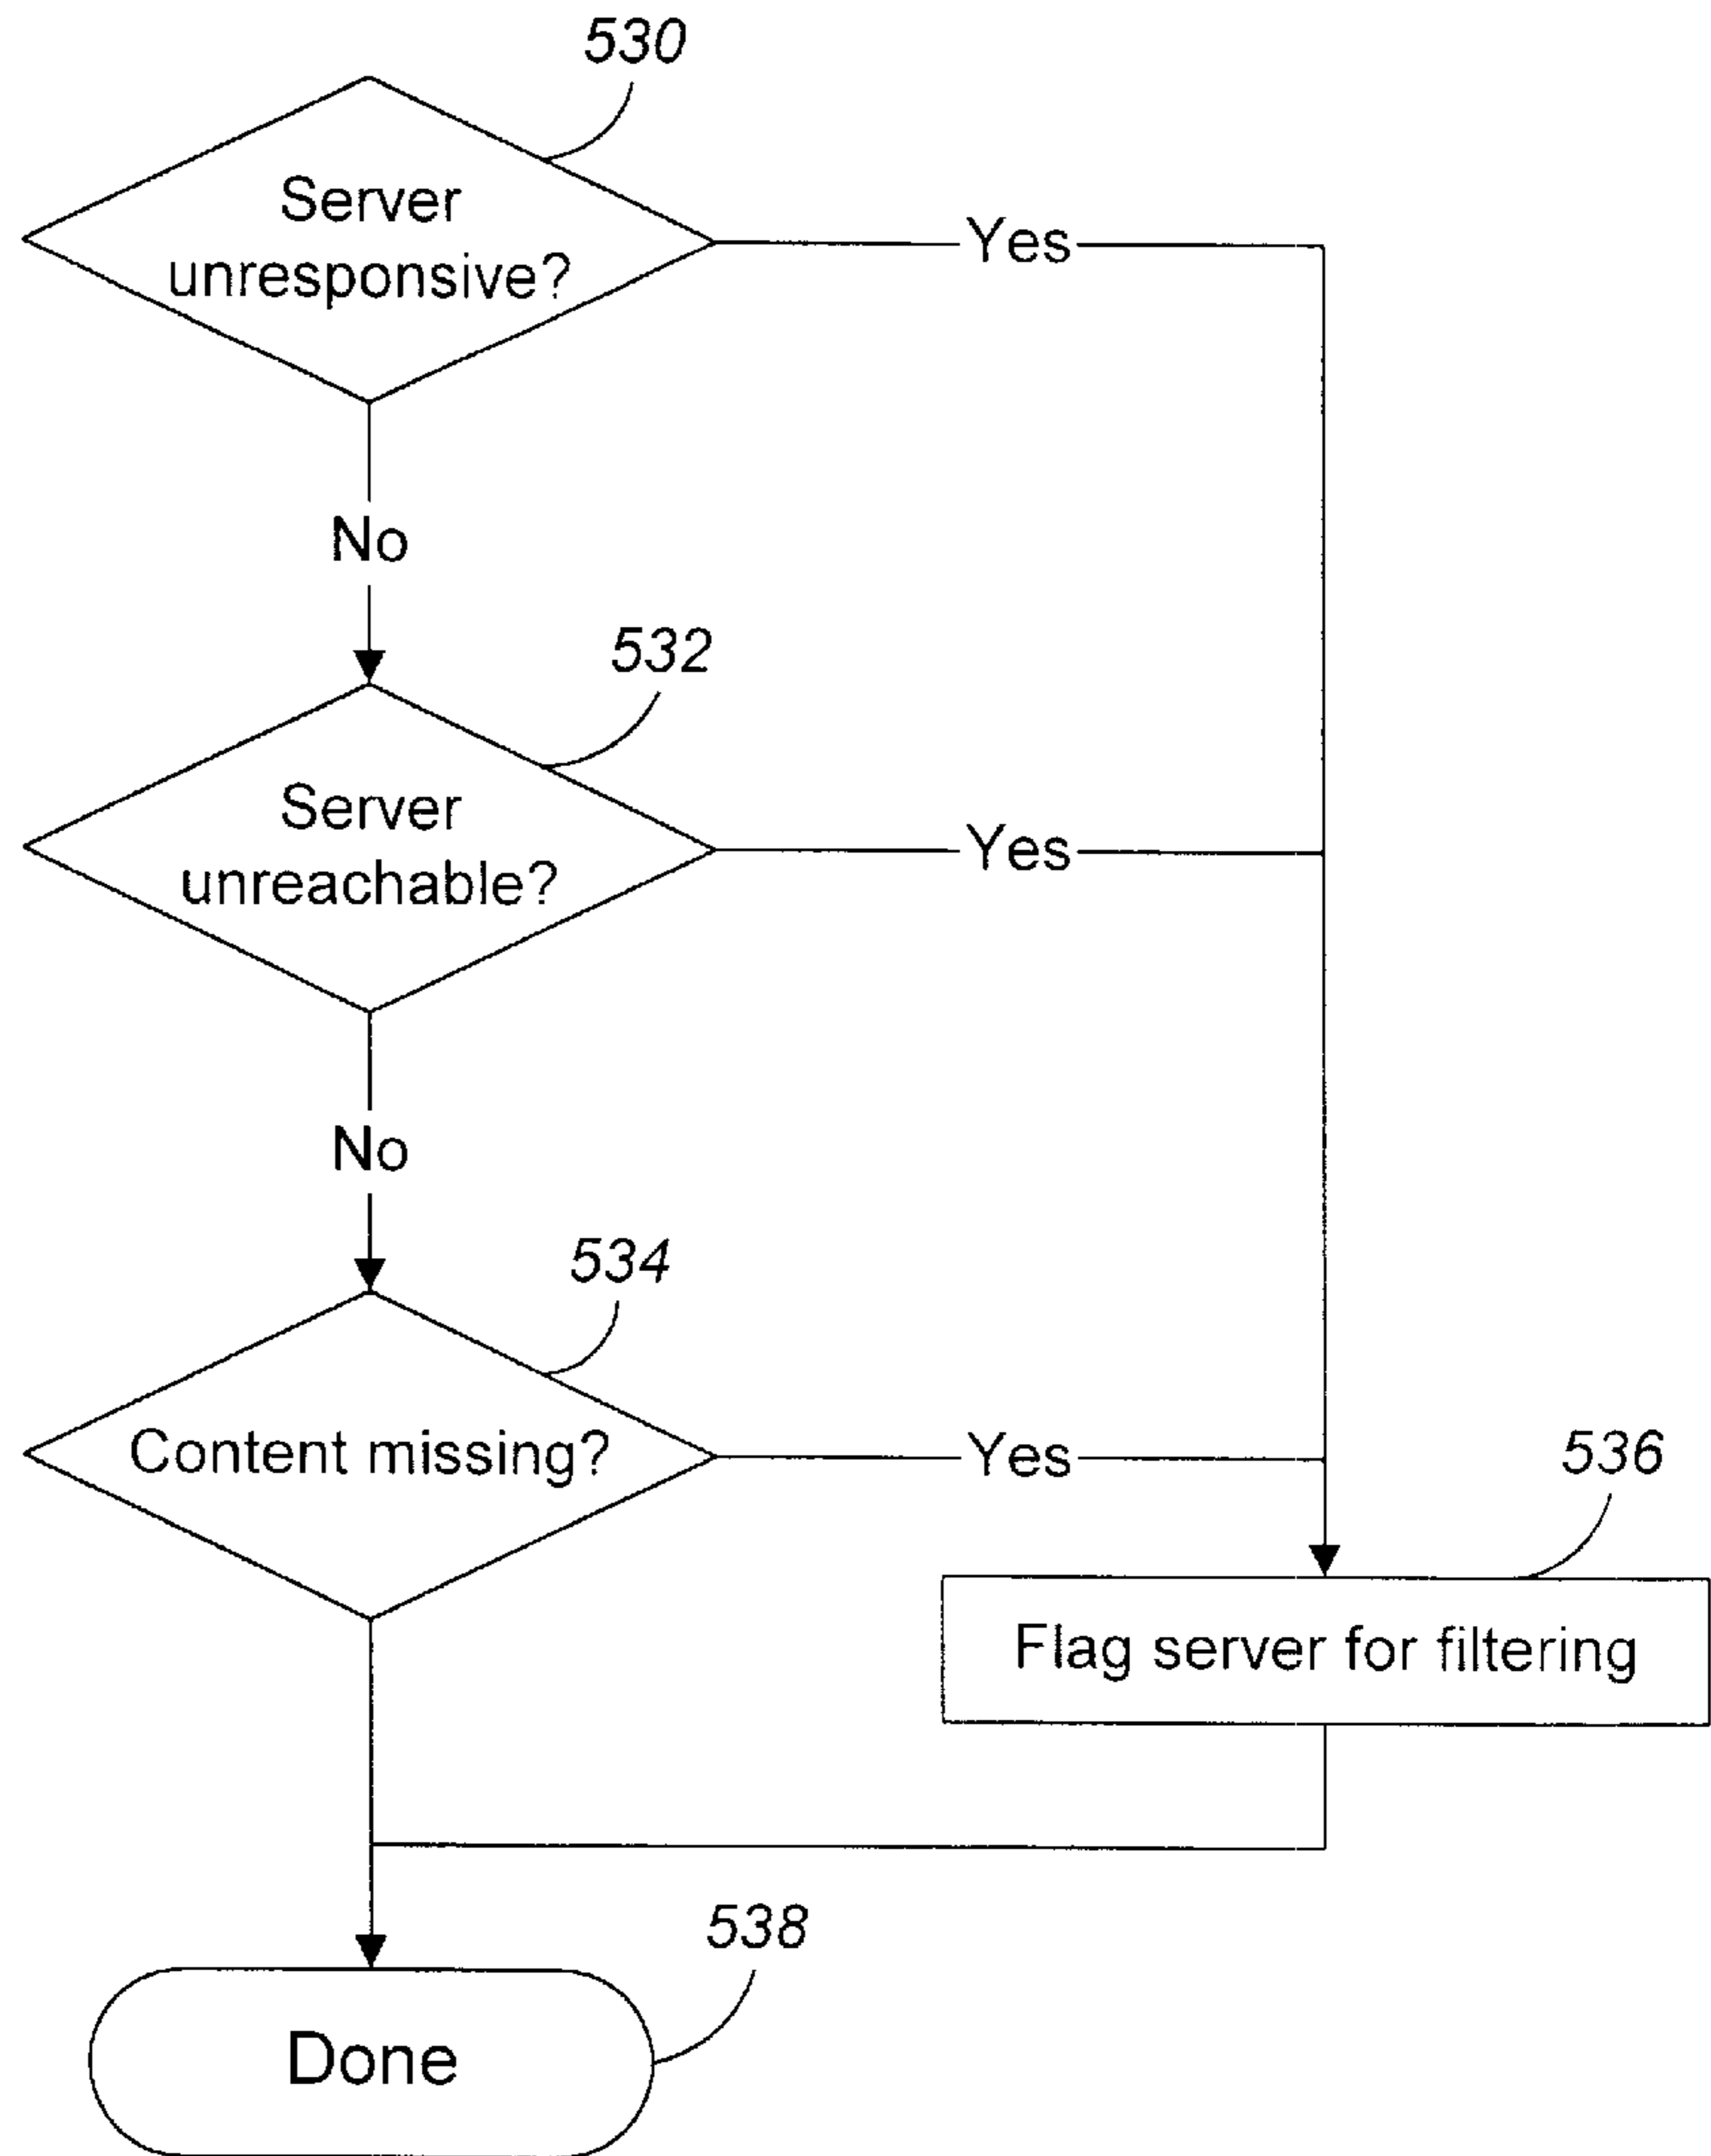 530
Server
unresponsive?
Yes
No
532
Server
unreachable?
Yes
No
534
Content missing?
Yes
536
Flag server for filtering
538
Done